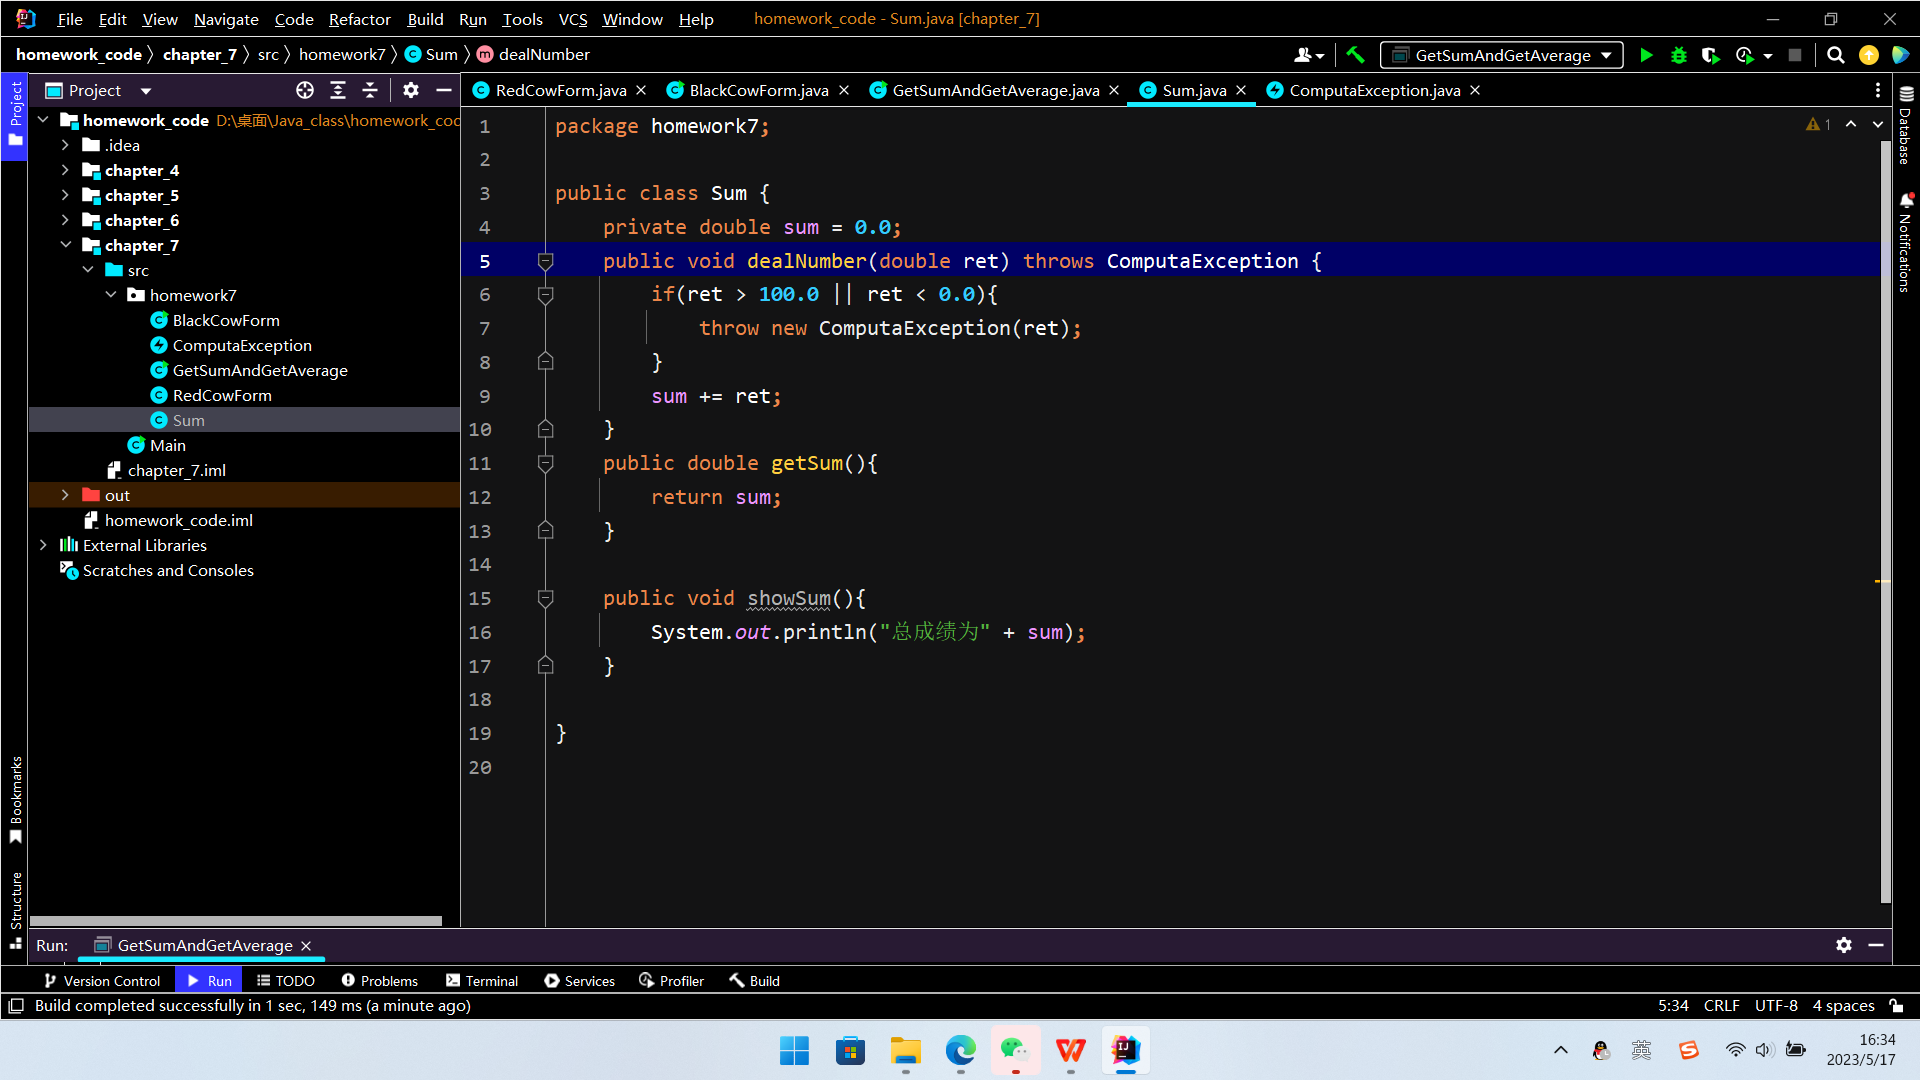 File Edit View Navigate Code Refactor Build Run Tools VCS Window Help homework_code - Sum.java [chapter_7]
homework_code chapter_7 src homework7 Sum dealNumber GetSumAndGetAverage
Project RedCowForm.java BlackCowForm.java GetSumAndGetAverage.java Sum.java ComputaException.java
Project
Database
Notifications
homework_code D:\桌面\Java_class\homework_coc
.idea
chapter_4
chapter_5
chapter_6
chapter_7
src
homework7
BlackCowForm
ComputaException
GetSumAndGetAverage
RedCowForm
Sum
Main
chapter_7.iml
out
homework_code.iml
External Libraries
Scratches and Consoles
1 package homework7; 1
2
3 public class Sum {
4 private double sum = 0.0;
5 public void dealNumber(double ret) throws ComputaException {
6 if(ret > 100.0 || ret < 0.0){
7 throw new ComputaException(ret);
8 }
9 sum += ret;
10 }
11 public double getSum(){
12 return sum;
13 }
14
15 public void showSum(){
16 System.out.println("总成绩为" + sum);
17 }
18
19 }
20
Bookmarks
Structure
Run: GetSumAndGetAverage
Version Control Run TODO Problems Terminal Services Profiler Build
Build completed successfully in 1 sec, 149 ms (a minute ago) 5:34 CRLF UTF-8 4 spaces
英 16:34
2023/5/17